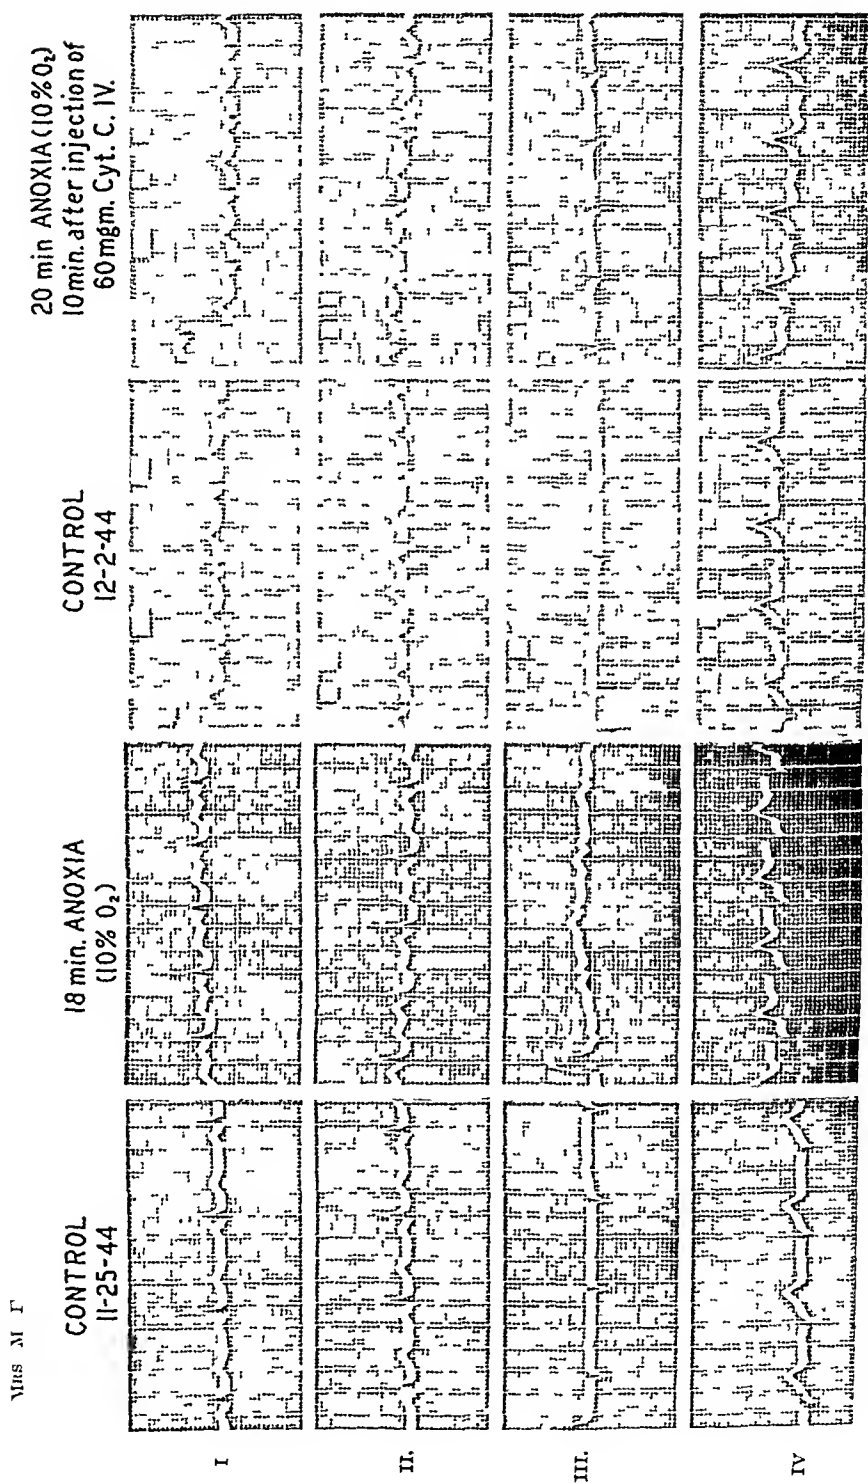 Mrs M F
CONTROL
11-25-44
18 min. ANOXIA
(10% O₂)
CONTROL
12-2-44
20 min ANOXIA (10% O₂)
10 min. after injection of
60 mgm. Cyt. C. IV.
I
II.
III.
IV